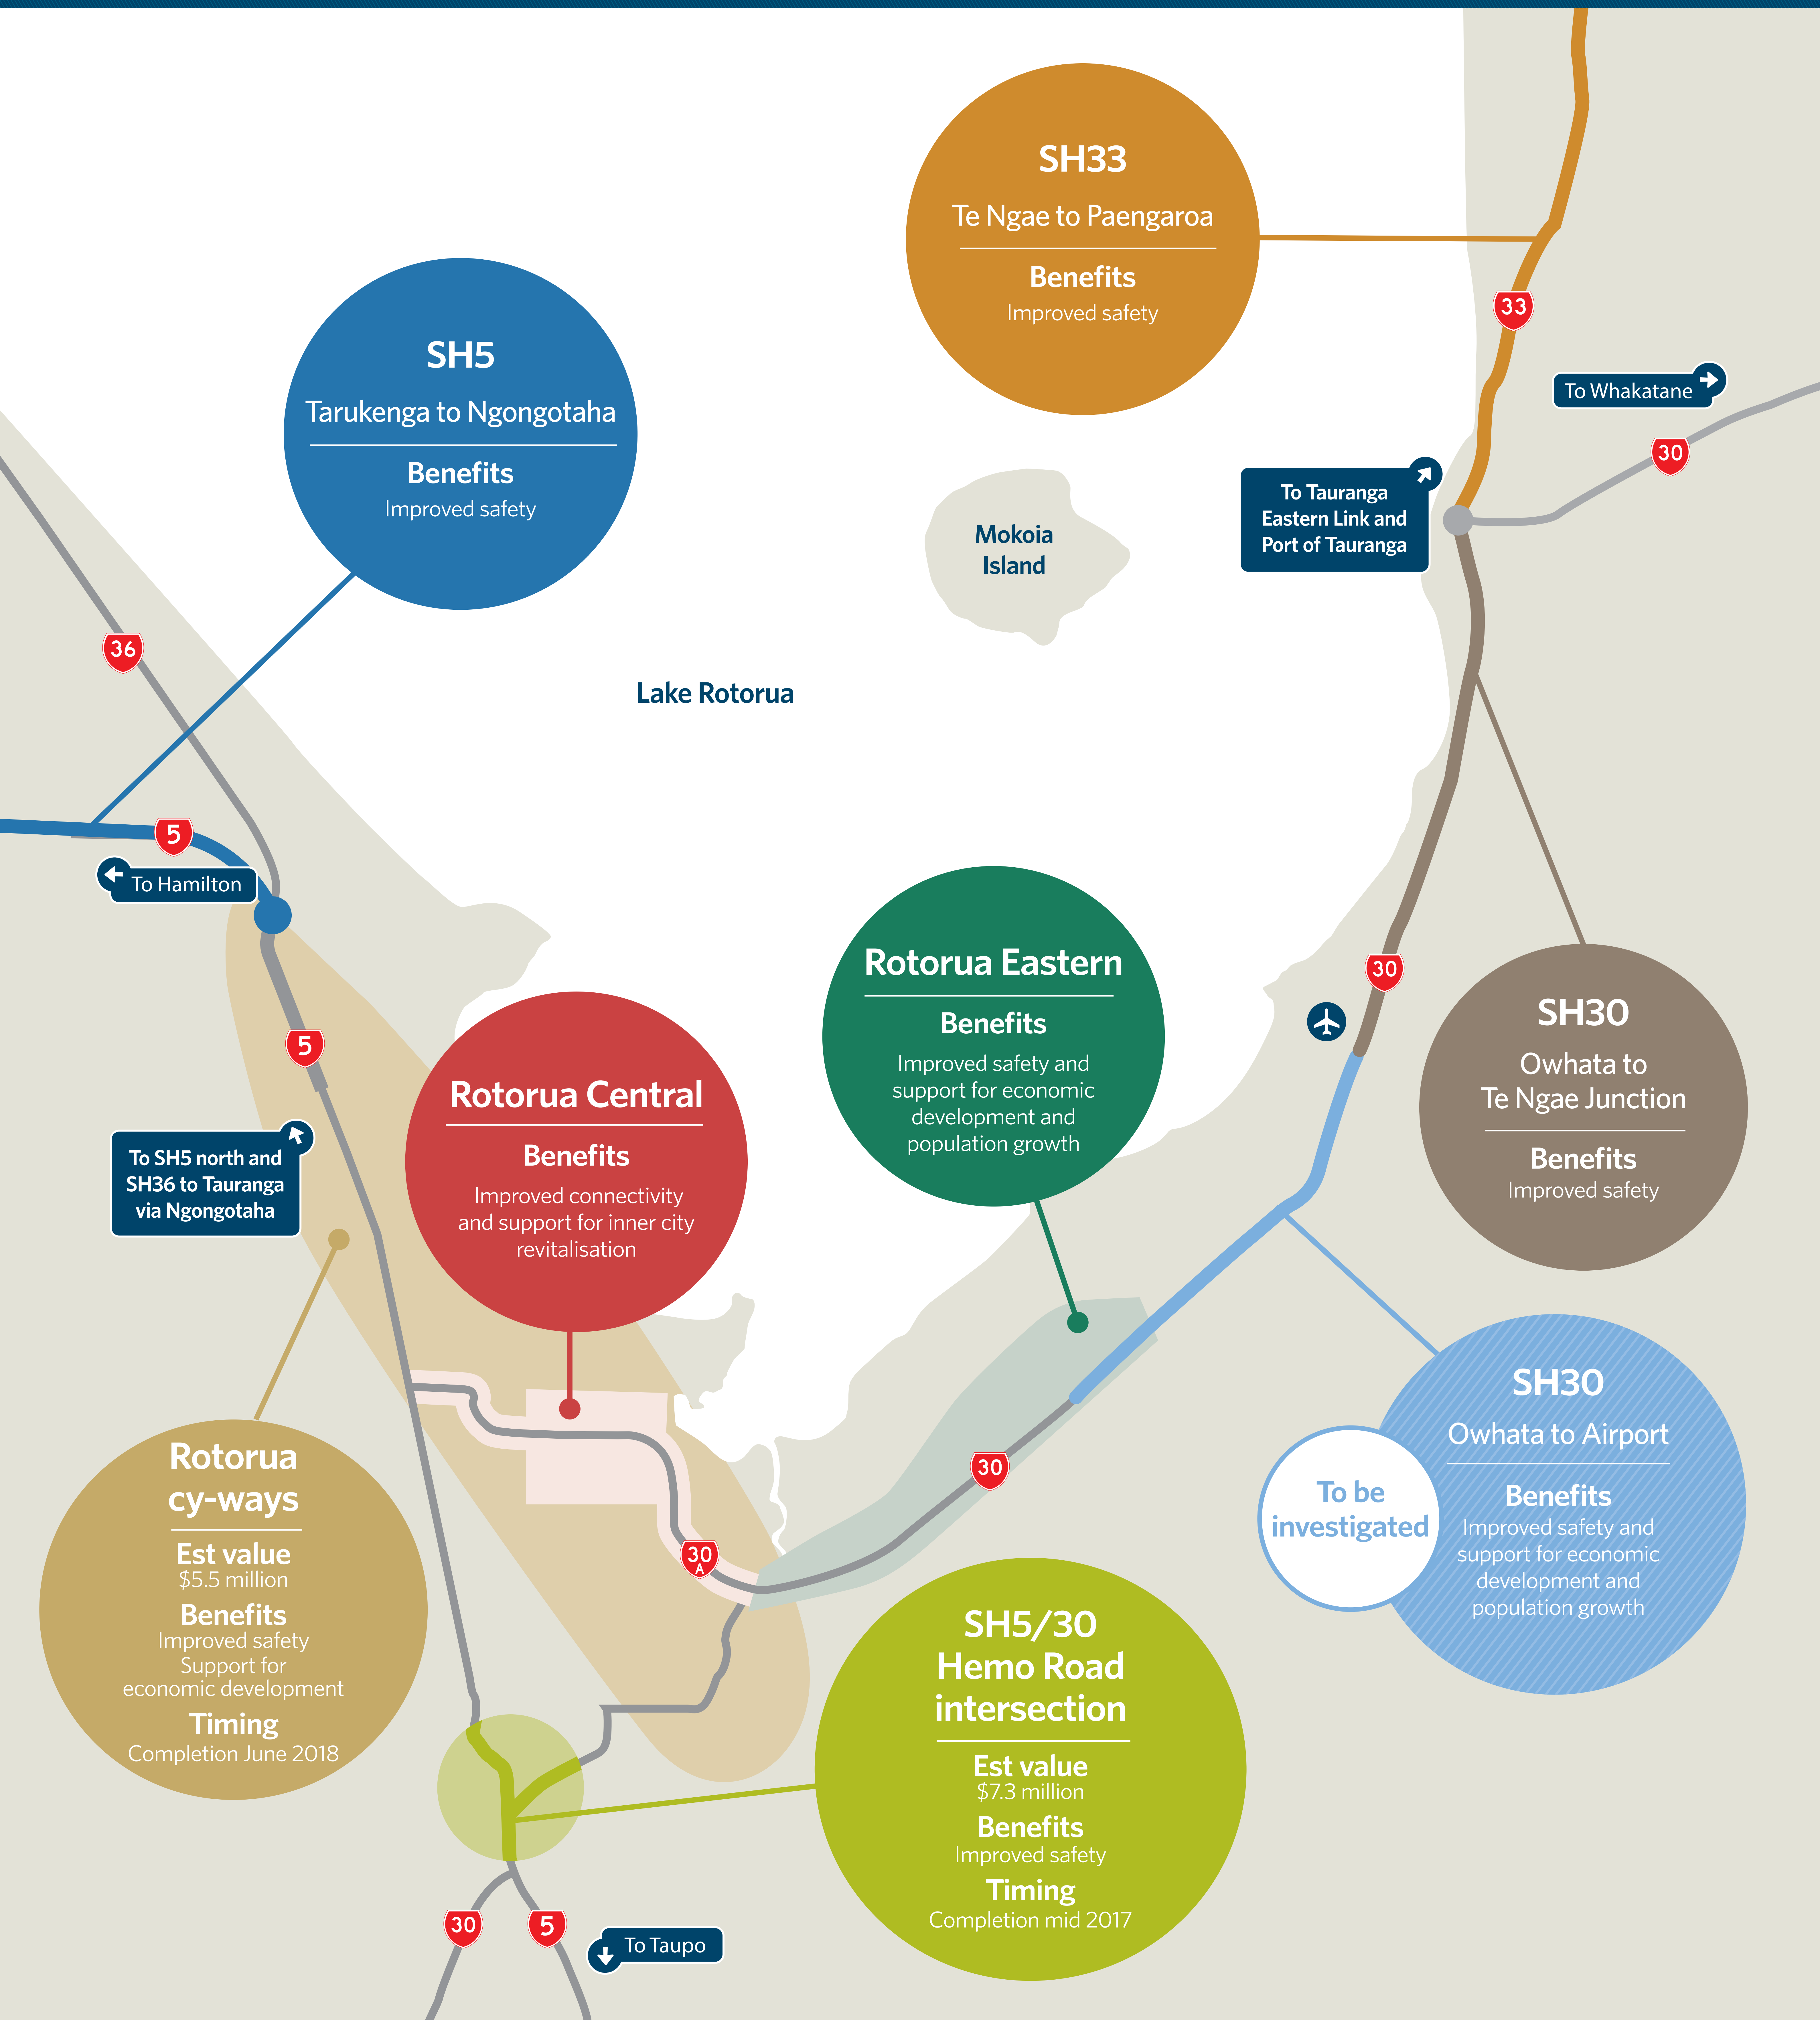 SH33
Te Ngae to Paengaroa
Benefits
Improved safety
33
SH5
Tarukenga to Ngongotaha
Benefits
Improved safety
To Whakatane
30
To Tauranga
Eastern Link and
Port of Tauranga
Mokoia
Island
36
Lake Rotorua
5
To Hamilton
Rotorua Eastern
Benefits
Improved safety and
support for economic
development and
population growth
30
SH30
Owhata to
Te Ngae Junction
Benefits
Improved safety
5
Rotorua Central
Benefits
Improved connectivity
and support for inner city
revitalisation
To SH5 north and
SH36 to Tauranga
via Ngongotaha
SH30
Owhata to Airport
Benefits
Improved safety and
support for economic
development and
population growth
To be
investigated
30
30
A
Rotorua
cy-ways
Est value
$5.5 million
Benefits
Improved safety
Support for
economic development
Timing
Completion June 2018
SH5/30
Hemo Road
intersection
Est value
$7.3 million
Benefits
Improved safety
Timing
Completion mid 2017
30
5
To Taupo